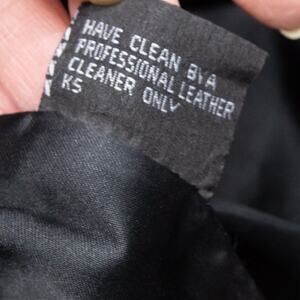 HAVE CLEAN BY A
PROFESSIONAL LEATHER
CLEANER ONLY
KS